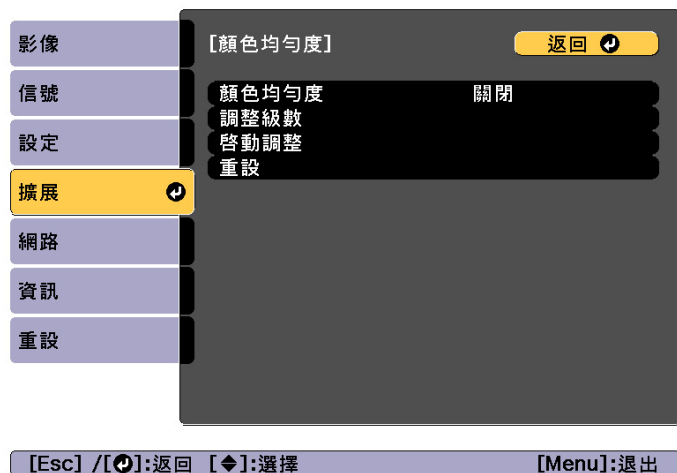 影像
信號
設定
擴展
網路
資訊
重設
[顏色均勻度]
返回
顏色均勻度 關閉
調整級數
啓動調整
重設
[Esc] /[]:返回 []:選擇 [Menu]:退出